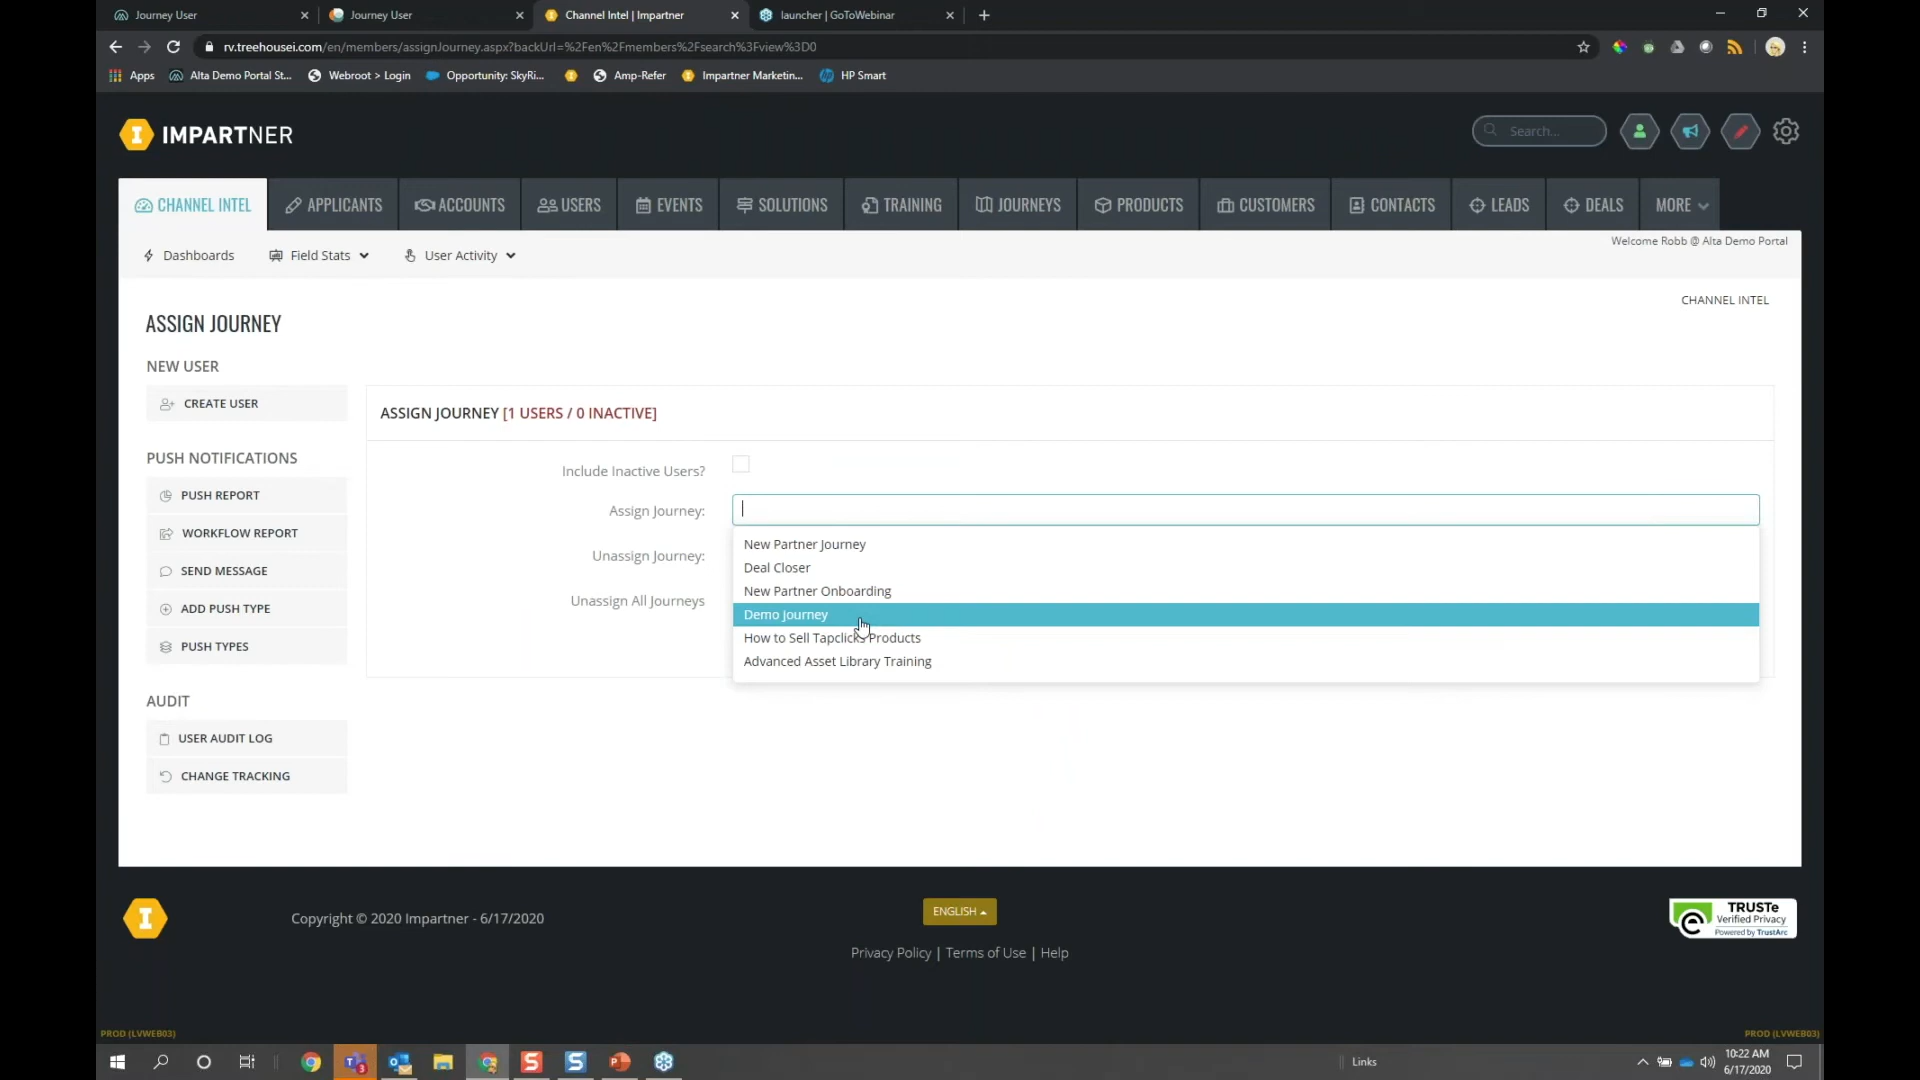 Journey User
Journey User
Channel Intel | Impartner
launcher | GoToWebinar
rv.treehousei.com/en/members/assignJourney.aspx?backUrl=%2Fen%2Fmembers%2Fsearch%3Fview%3D0
Apps
Alta Demo Portal St...
Webroot > Login
Opportunity: SkyRi...
Amp-Refer
Impartner Marketin...
HP Smart
IMPARTNER
Search...
CHANNEL INTEL
APPLICANTS
ACCOUNTS
USERS
EVENTS
SOLUTIONS
TRAINING
JOURNEYS
PRODUCTS
CUSTOMERS
CONTACTS
LEADS
DEALS
MORE
Welcome Robb @ Alta Demo Portal
Dashboards
Field Stats
User Activity
CHANNEL INTEL
ASSIGN JOURNEY
NEW USER
CREATE USER
PUSH NOTIFICATIONS
PUSH REPORT
WORKFLOW REPORT
SEND MESSAGE
ADD PUSH TYPE
PUSH TYPES
AUDIT
USER AUDIT LOG
CHANGE TRACKING
ASSIGN JOURNEY [1 USERS / 0 INACTIVE]
Include Inactive Users?
Assign Journey:
Unassign Journey:
Unassign All Journeys
New Partner Journey
Deal Closer
New Partner Onboarding
Demo Journey
How to Sell Tapclicks Products
Advanced Asset Library Training
Copyright © 2020 Impartner - 6/17/2020
ENGLISH
Privacy Policy | Terms of Use | Help
TRUSTe
Verified Privacy
Powered by TrustArc
PROD (LVWEB03)
PROD (LVWEB03)
Links
10:22 AM
6/17/2020